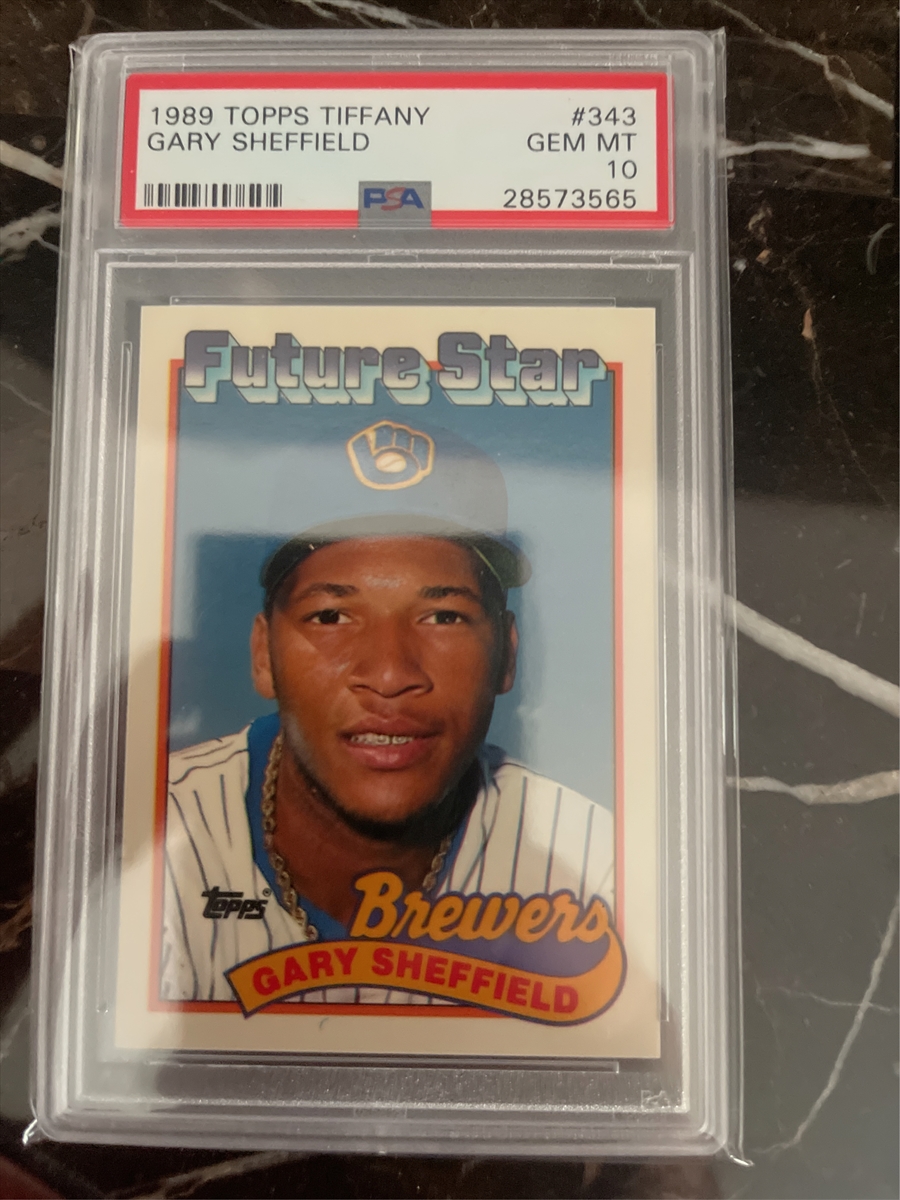 1989 TOPPS TIFFANY #343
GARY SHEFFIELD GEM MT
10
PSA 28573565
Future Star
topps®
Brewers
GARY SHEFFIELD